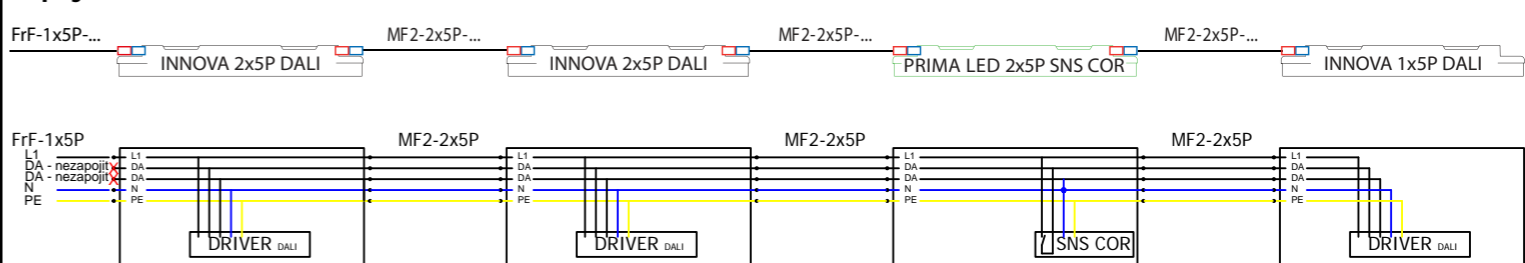 FrF-1x5P-... MF2-2x5P-... MF2-2x5P-... MF2-2x5P-...
INNOVA 2x5P DALI INNOVA 2x5P DALI PRIMA LED 2x5P SNS COR INNOVA 1x5P DALI
FrF-1x5P MF2-2x5P MF2-2x5P MF2-2x5P
L1 L1 L1 L1 L1
DA - nezapojit DA DA DA DA
DA - nezapojit DA DA DA DA
N N N N N
PE PE PE PE PE
DRIVER DALI DRIVER DALI SNS COR DRIVER DALI